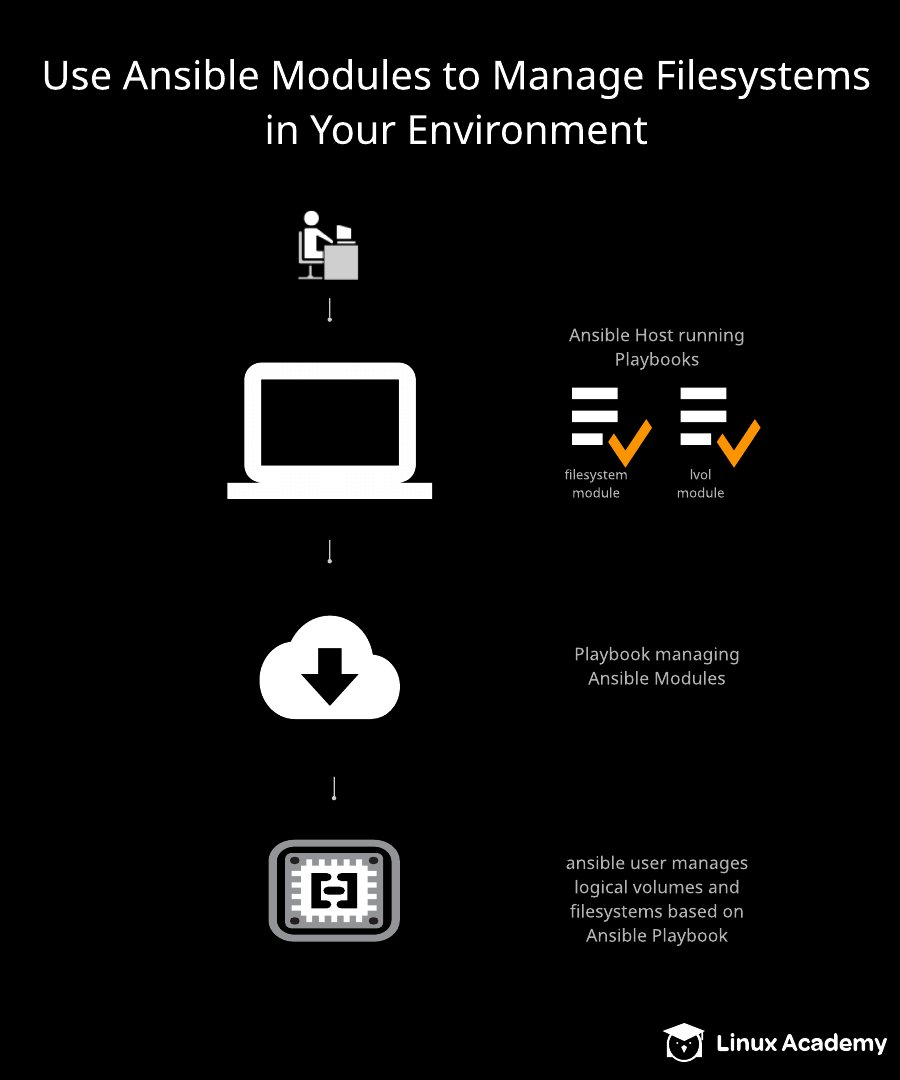 Use Ansible Modules to Manage Filesystems
in Your Environment
Ansible Host running
Playbooks
filesystem
module
lvol
module
Playbook managing
Ansible Modules
ansible user manages
logical volumes and
filesystems based on
Ansible Playbook
Linux Academy